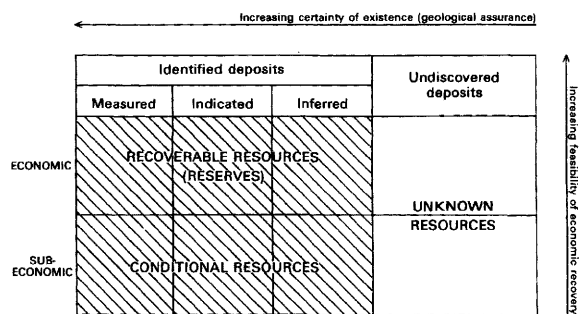 Increasing certainty of existence (geological assurance)
Identified deposits
Undiscovered
deposits
Measured
Indicated
Inferred
ECONOMIC
RECOVERABLE RESOURCES
(RESERVES)
UNKNOWN
RESOURCES
SUB-
ECONOMIC
CONDITIONAL RESOURCES
Increasing feasibility of economic recovery